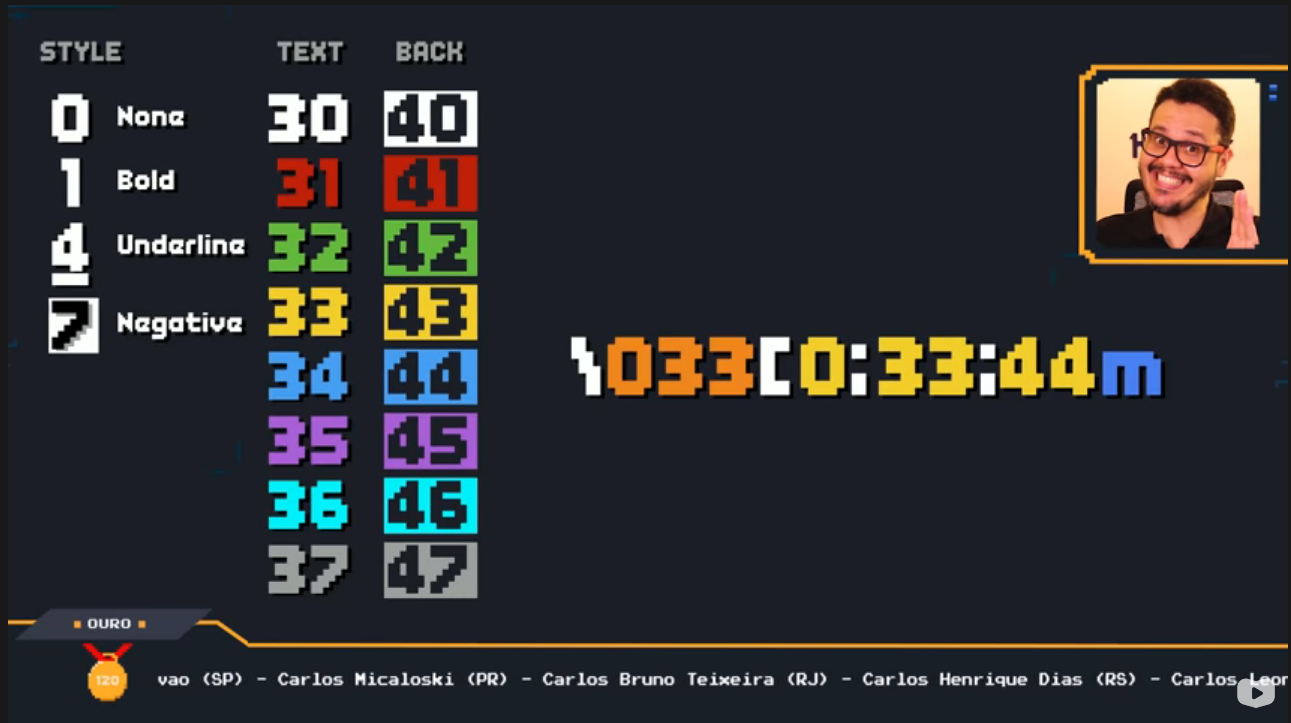 STYLE TEXT BACK
0 None 30 40
1 Bold 31 41
4 Underline 32 42
7 Negative 33 43
34 44
\033[0:33:44m
35 45
36 46
37 47
OURO
120
vao (SP) - Carlos Micaloski (PR) - Carlos Bruno Teixeira (RJ) - Carlos Henrique Dias (RS) - Carlos Leon